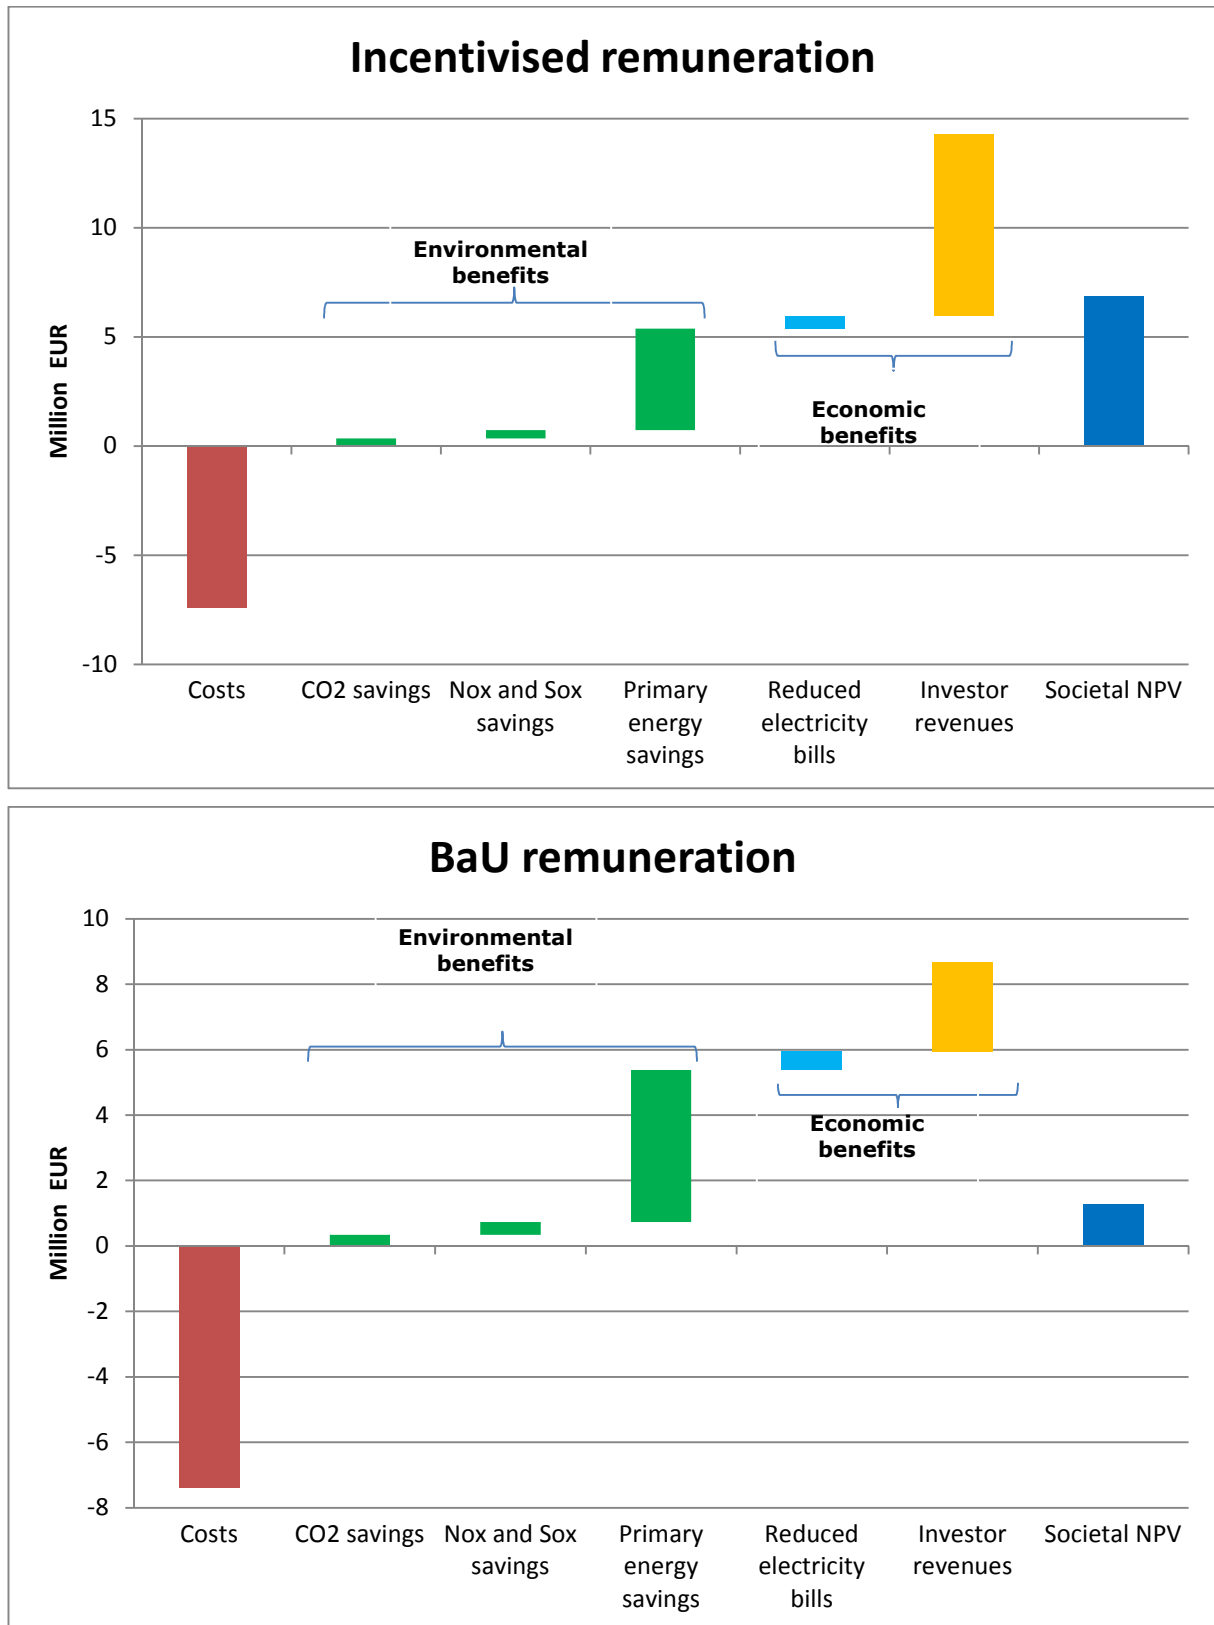 Incentivised remuneration
15
10
5
0
-5
-10
Million EUR
Environmental
benefits
Economic
benefits
Costs
CO2 savings
Nox and Sox
savings
Primary
energy
savings
Reduced
electricity
bills
Investor
revenues
Societal NPV
BaU remuneration
10
8
6
4
2
0
-2
-4
-6
-8
Million EUR
Environmental
benefits
Economic
benefits
Costs
CO2 savings
Nox and Sox
savings
Primary
energy
savings
Reduced
electricity
bills
Investor
revenues
Societal NPV